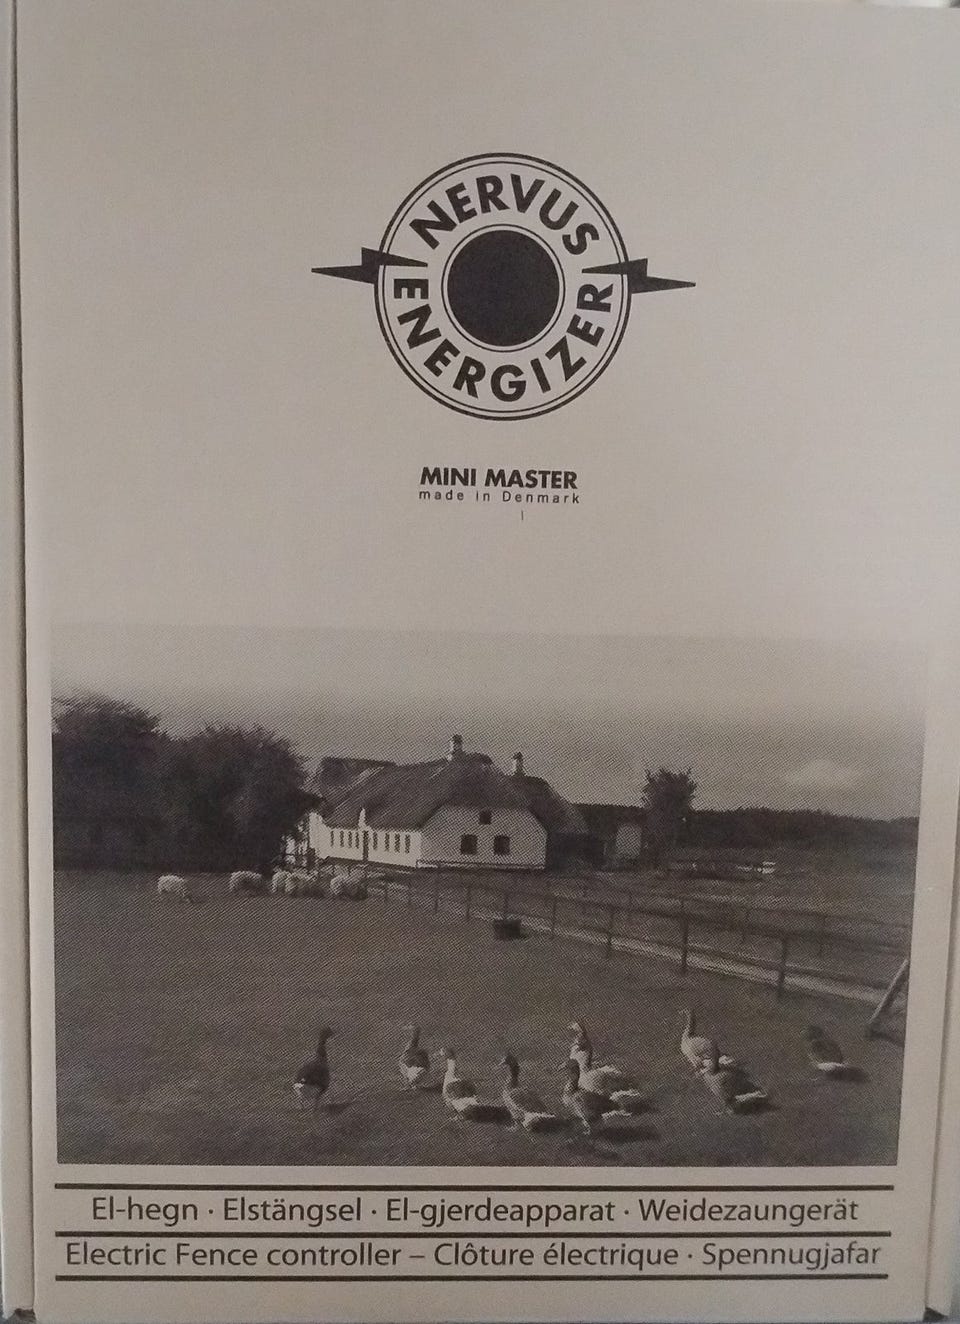 NERVUS
ENERGIZER
MINI MASTER
made in Denmark
El-hegn · Elstängsel · El-gjerdeapparat · Weidezaungerät
Electric Fence controller – Clôture électrique · Spennugjafar